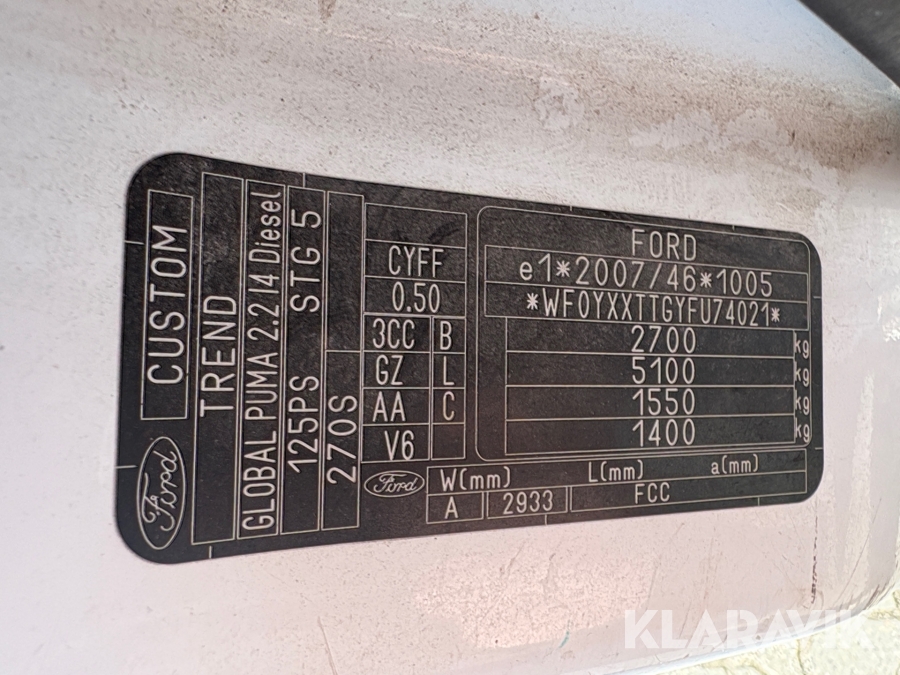 FORD
e1*2007/46*1005
*WF0YXXTTGYFU74021*
2700 kg
5100 kg
1550 kg
1400 kg
CYFF
0.50
3CC B
GZ L
AA C
V6
Ford
W(mm) L(mm) a(mm)
A 2933 FCC
Ford
CUSTOM
TREND
GLOBAL PUMA 2.2 I4 Diesel
125PS STG 5
270S
KLARAVIK